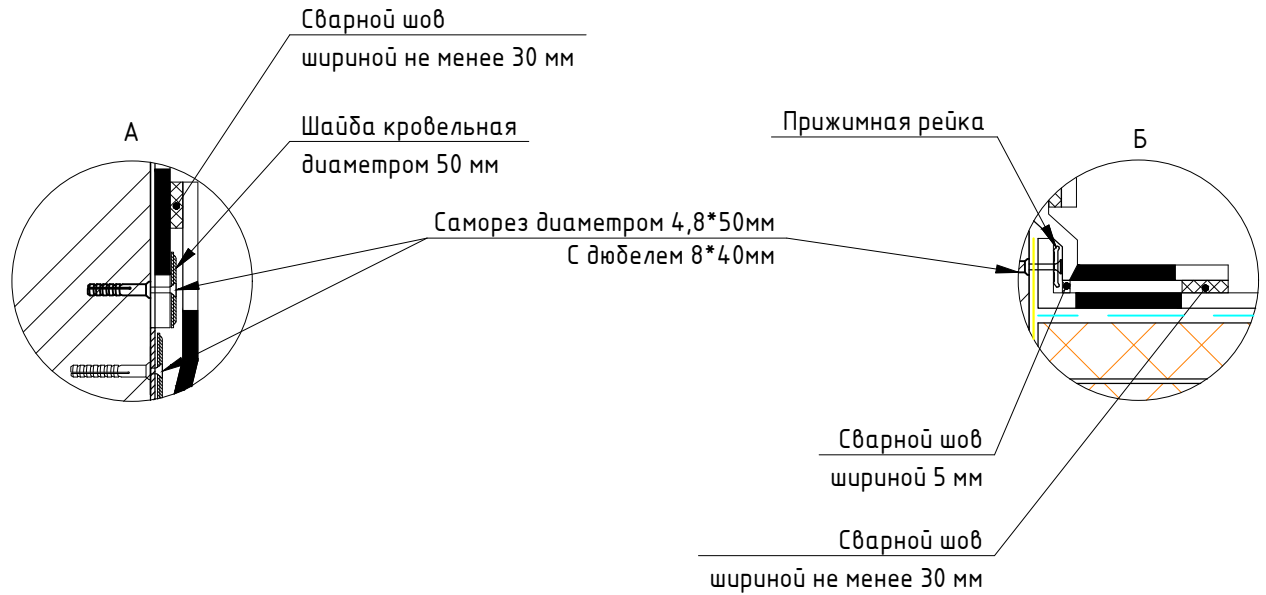 Сварной шов
шириной не менее 30 мм
А
Шайба кровельная
диаметром 50 мм
Прижимная рейка
Б
Саморез диаметром 4,8*50мм
С дюбелем 8*40мм
Сварной шов
шириной 5 мм
Сварной шов
шириной не менее 30 мм